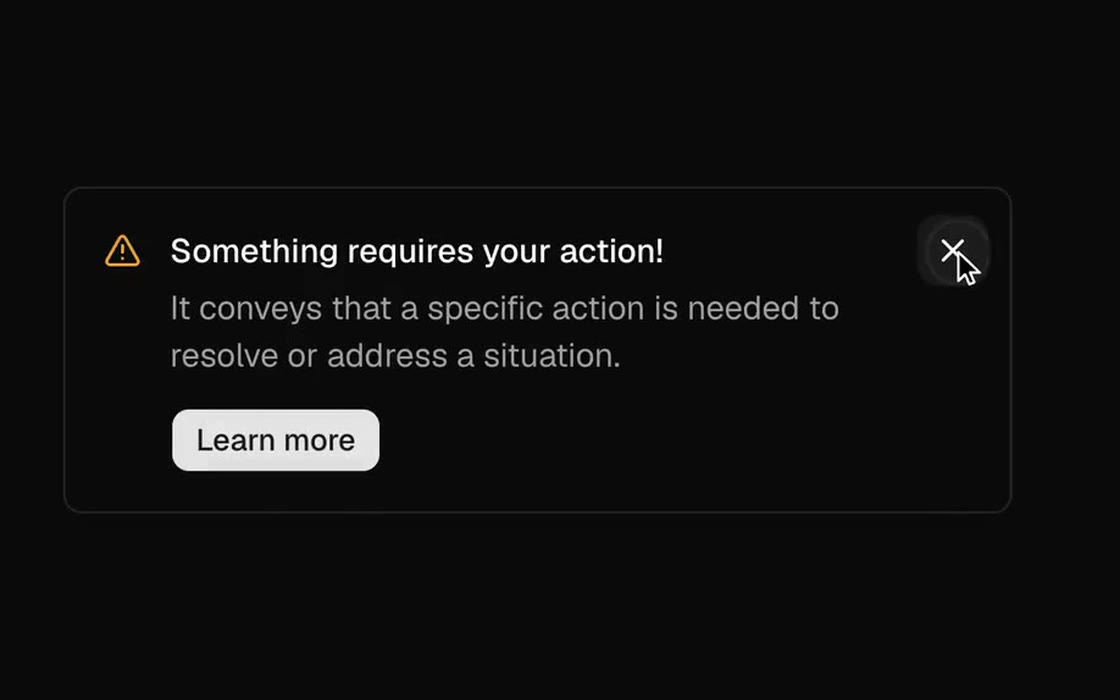 Something requires your action!
It conveys that a specific action is needed to
resolve or address a situation.
Learn more